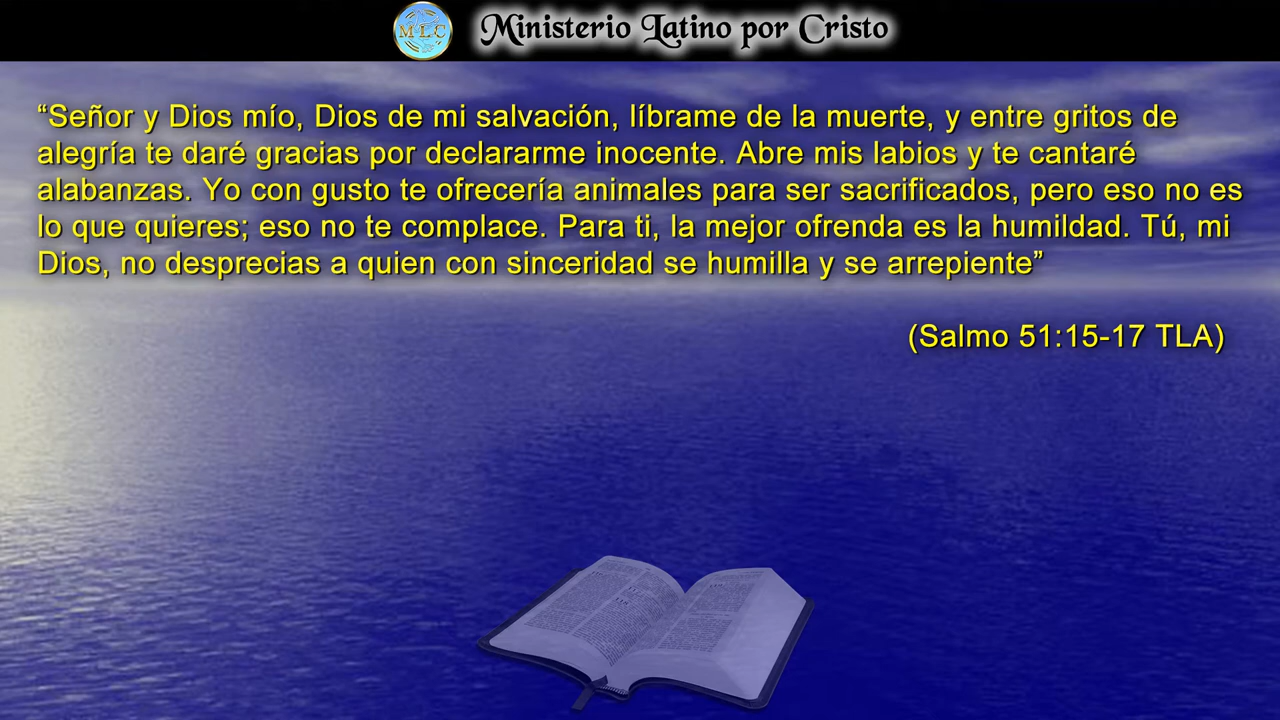 MLC
Ministerio Latino por Cristo
“Señor y Dios mío, Dios de mi salvación, líbrame de la muerte, y entre gritos de
alegría te daré gracias por declararme inocente. Abre mis labios y te cantaré
alabanzas. Yo con gusto te ofrecería animales para ser sacrificados, pero eso no es
lo que quieres; eso no te complace. Para ti, la mejor ofrenda es la humildad. Tú, mi
Dios, no desprecias a quien con sinceridad se humilla y se arrepiente”
(Salmo 51:15-17 TLA)